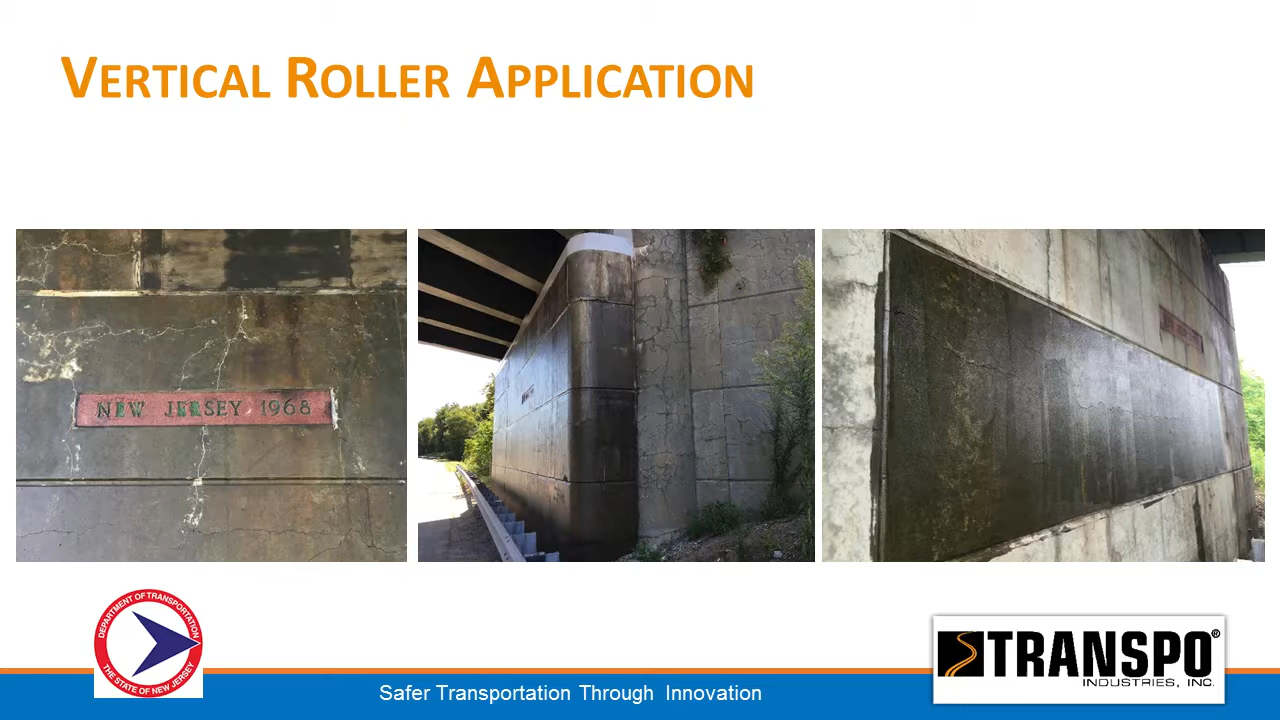 VERTICAL ROLLER APPLICATION
NEW JERSEY 1968
DEPARTMENT OF TRANSPORTATION
THE STATE OF NEW JERSEY
Safer Transportation Through Innovation
TRANSPO®
INDUSTRIES, INC.